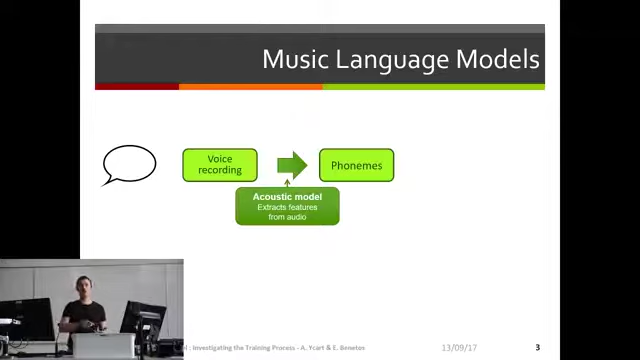 Music Language Models
Voice
recording
Phonemes
Acoustic model
Extracts features
from audio
: Investigating the Training Process - A. Ycart & E. Benetos
13/09/17
3